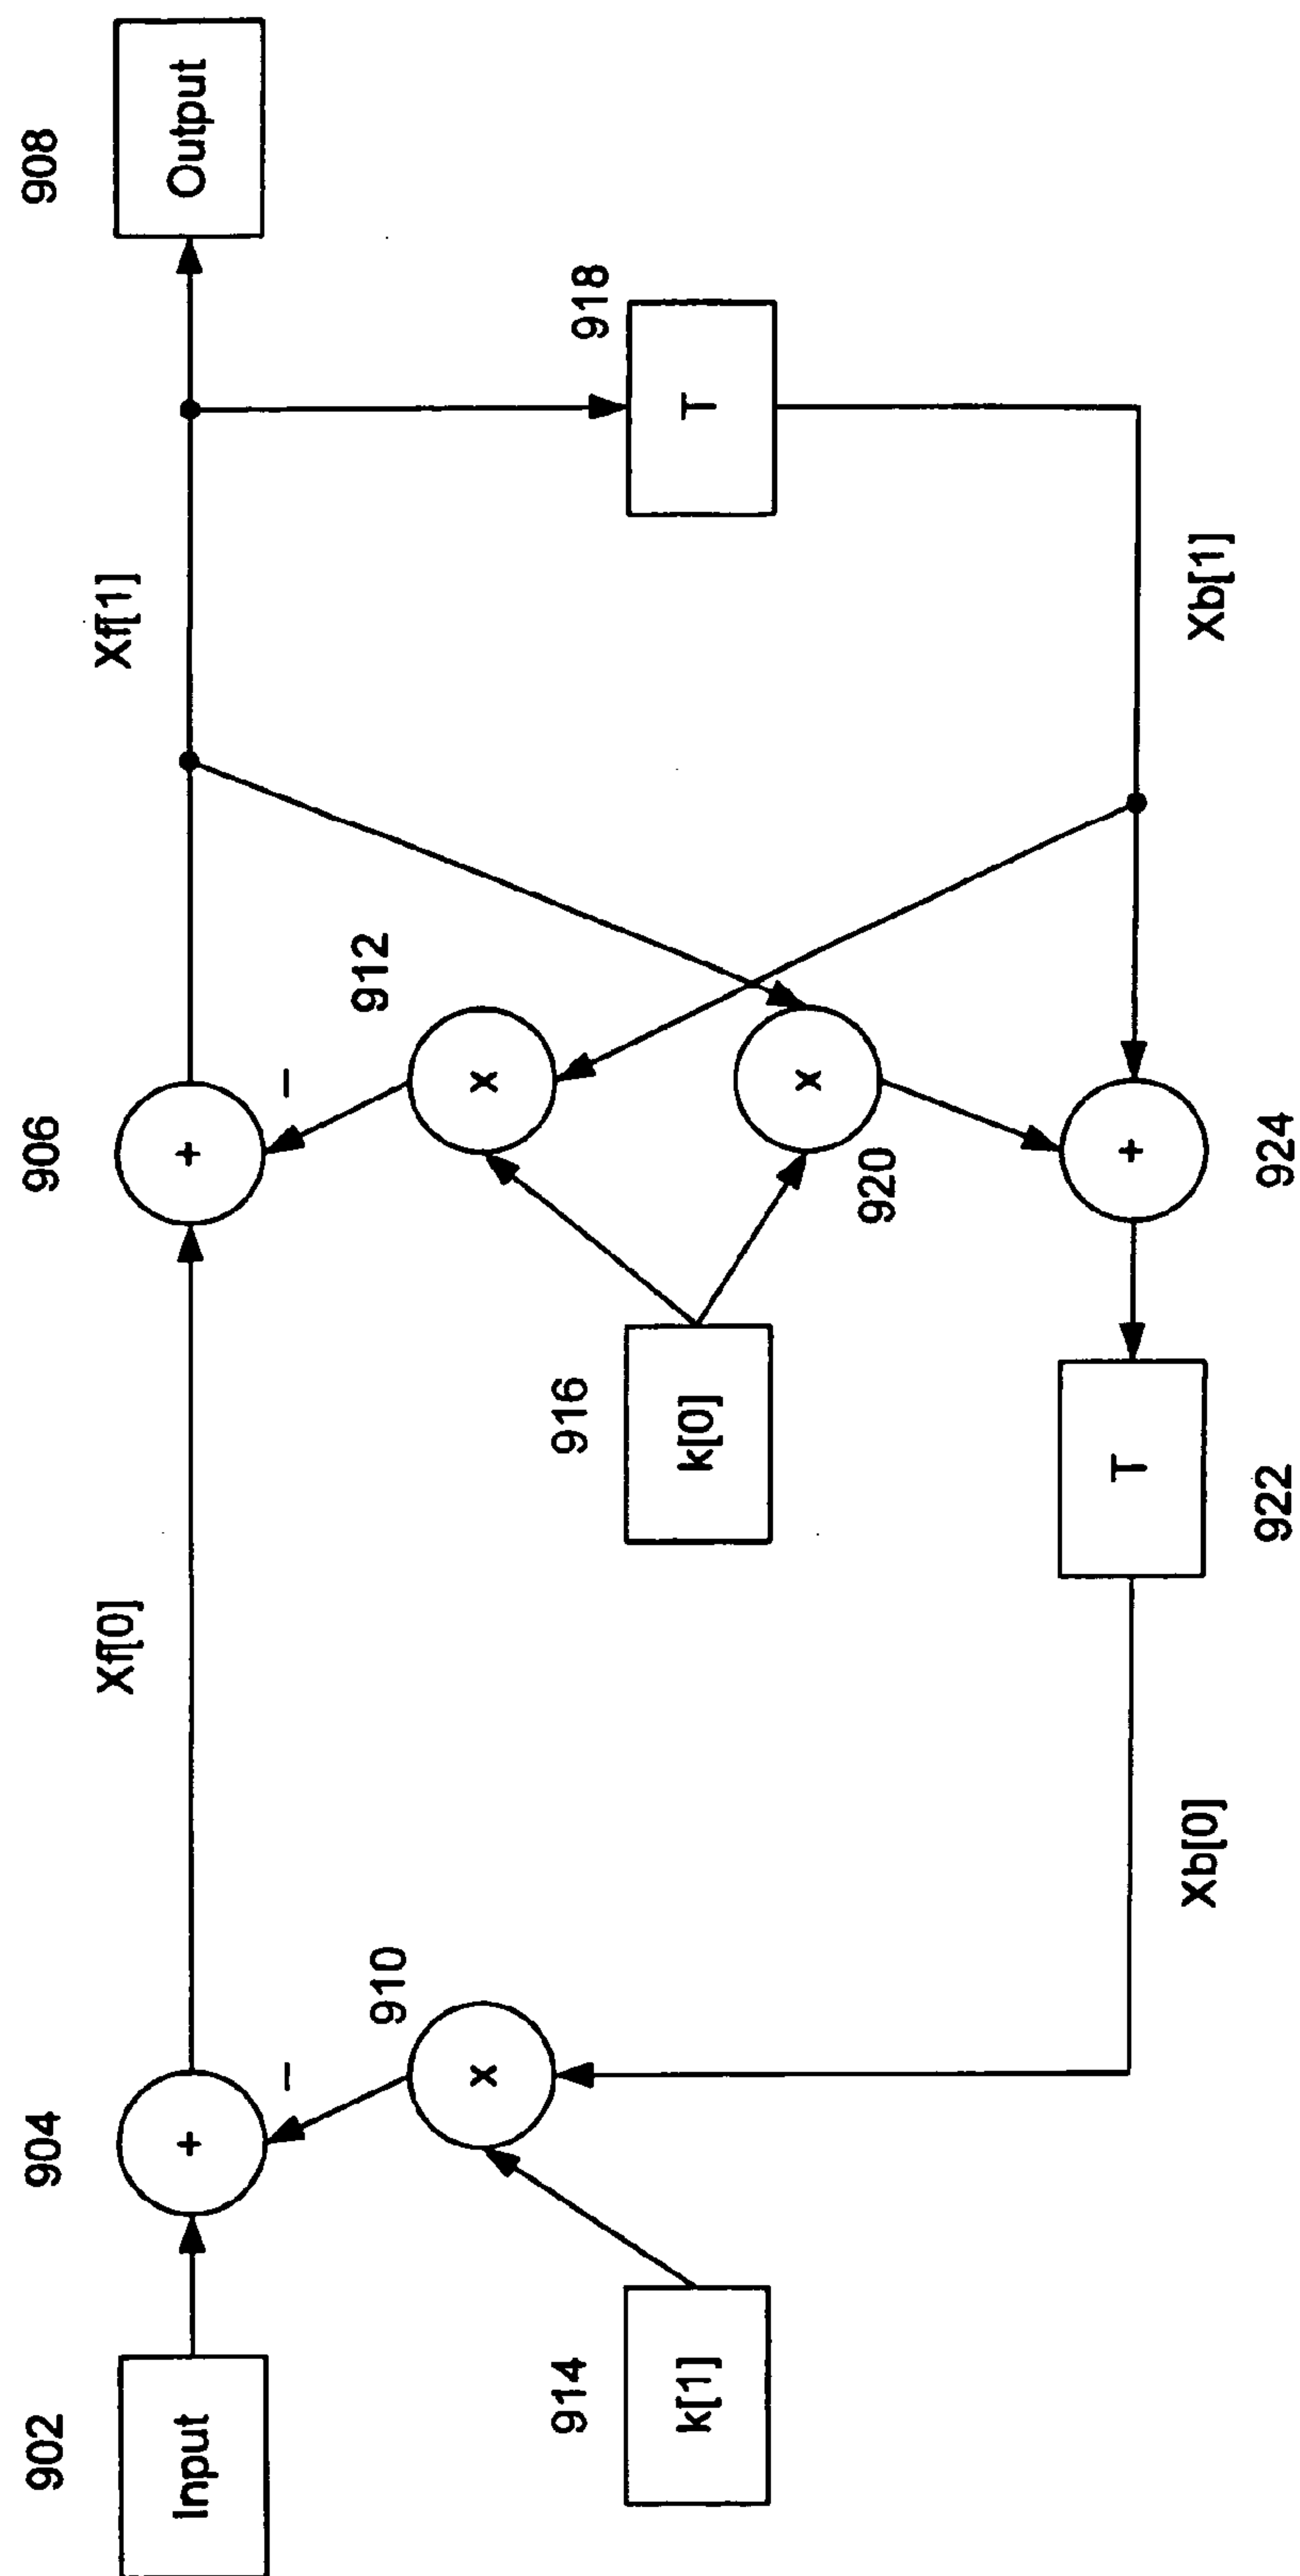 902
Input
904
+
–
Xf[0]
906
+
–
Xf[1]
908
Output
910
x
912
x
914
k[1]
916
k[0]
918
T
920
x
Xb[0]
922
T
924
+
Xb[1]